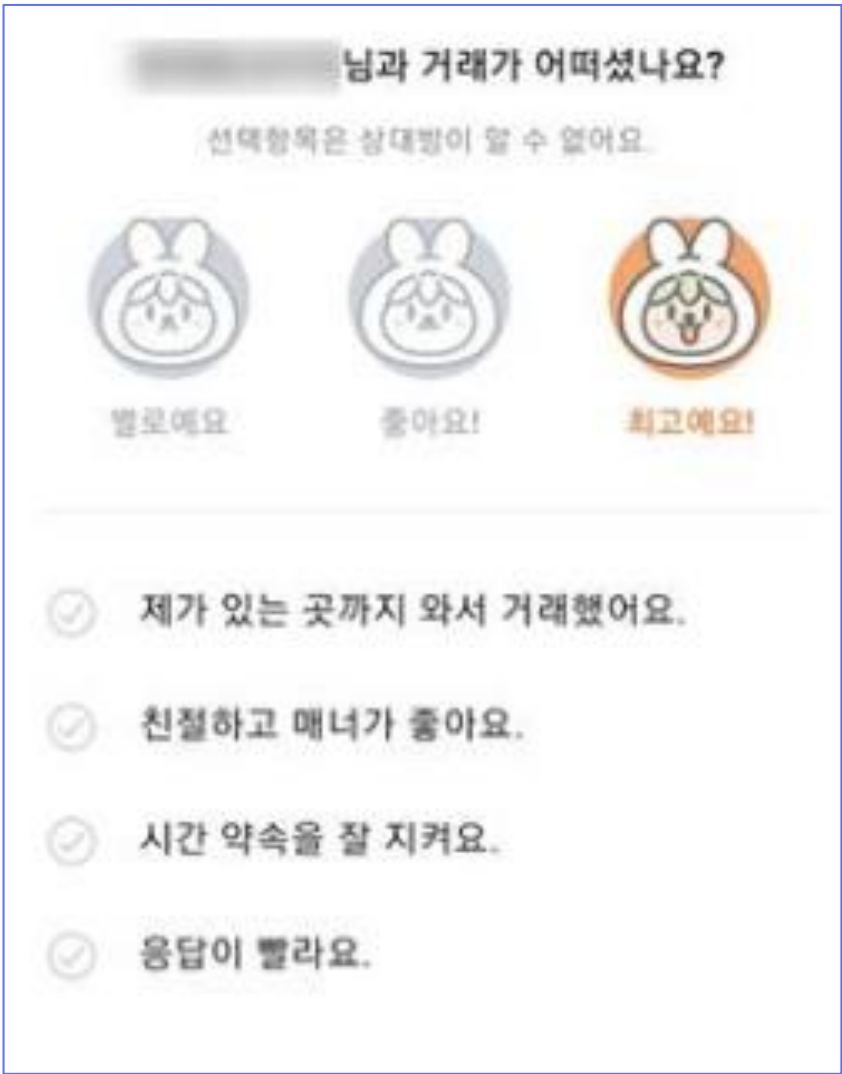 님과 거래가 어떠셨나요?
선택항목은 상대방이 알 수 없어요.
별로예요
좋아요!
최고예요!
제가 있는 곳까지 와서 거래했어요.
친절하고 매너가 좋아요.
시간 약속을 잘 지켜요.
응답이 빨라요.